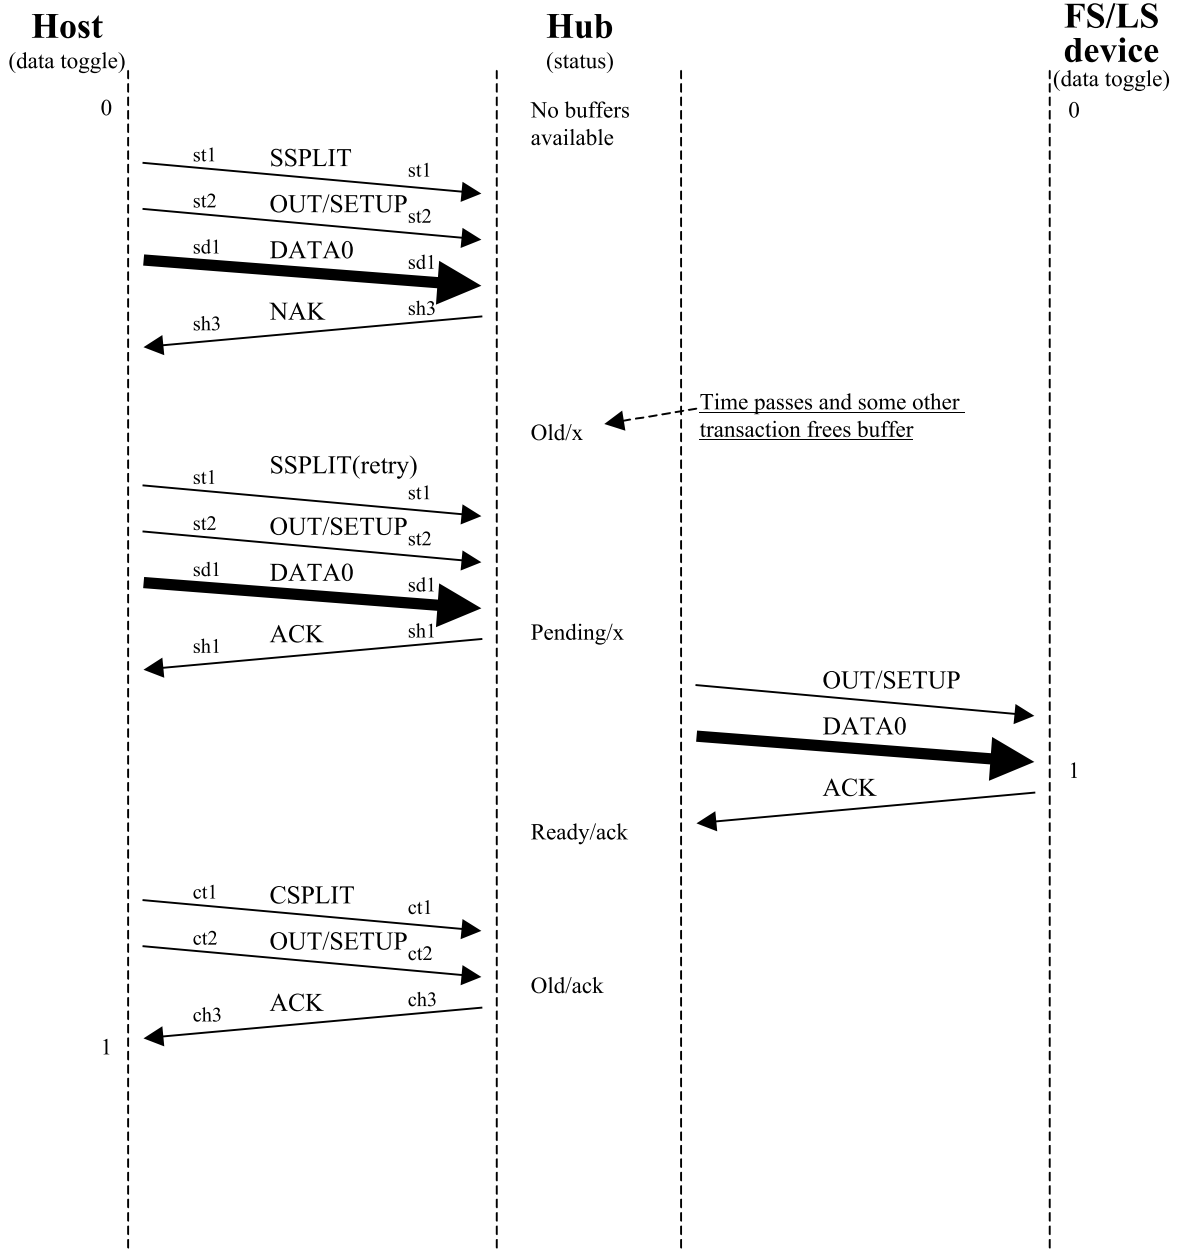 Host
(data toggle)
Hub
(status)
FS/LS
device
(data toggle)
0
No buffers
available
0
st1 SSPLIT st1
st2 OUT/SETUP st2
sd1 DATA0 sd1
sh3 NAK sh3
Time passes and some other
transaction frees buffer
Old/x
SSPLIT(retry)
st1 st1
st2 OUT/SETUP st2
sd1 DATA0 sd1
sh1 ACK sh1
Pending/x
OUT/SETUP
DATA0
1
ACK
Ready/ack
ct1 CSPLIT ct1
ct2 OUT/SETUP ct2
Old/ack
ch3 ACK ch3
1